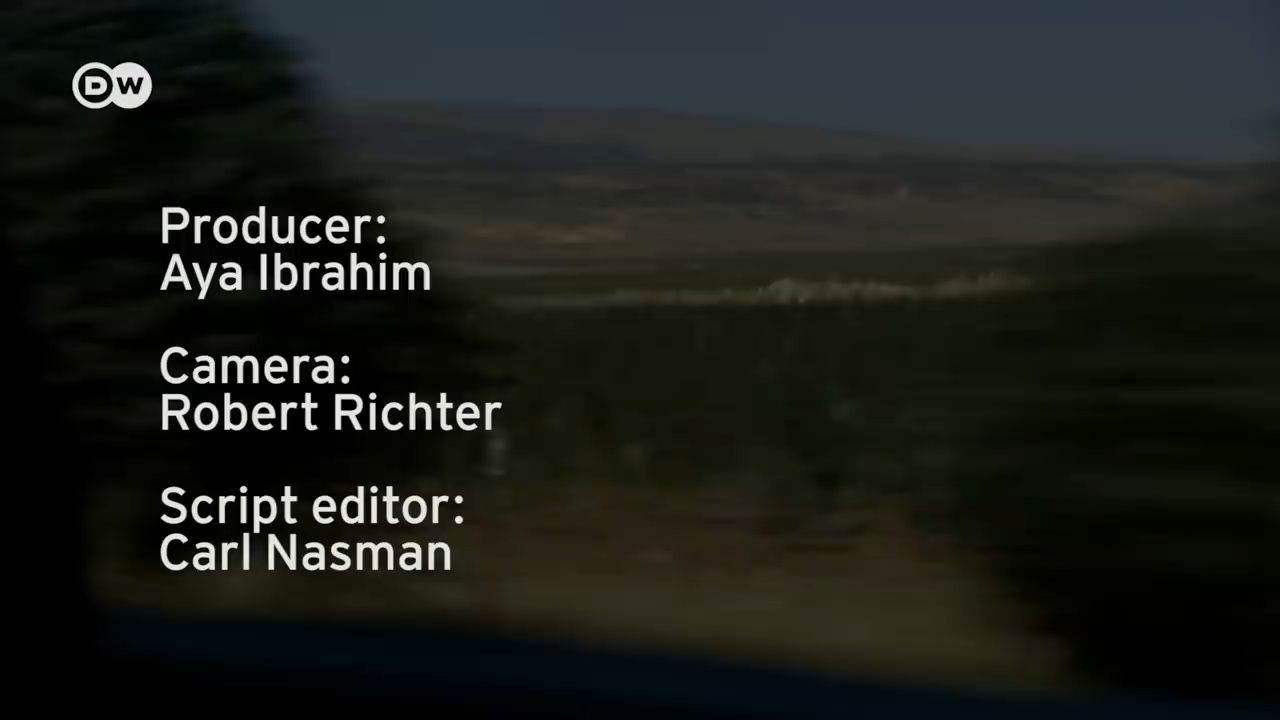 DW
Producer:
Aya Ibrahim
Camera:
Robert Richter
Script editor:
Carl Nasman